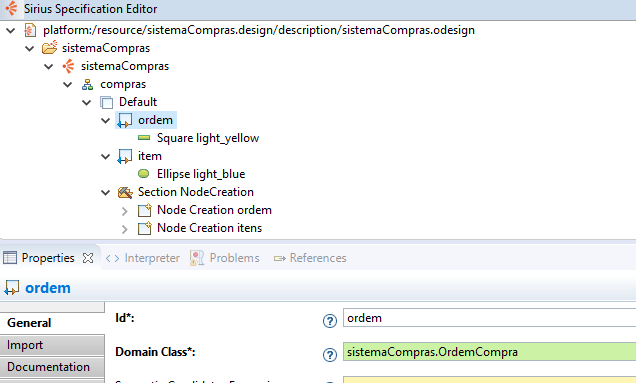 Sirius Specification Editor
platform:/resource/sistemaCompras.design/description/sistemaCompras.odesign
sistemaCompras
sistemaCompras
compras
Default
ordem
Square light_yellow
item
Ellipse light_blue
Section NodeCreation
Node Creation ordem
Node Creation itens
Properties Interpreter Problems References
ordem
General
Id*: ordem
Import
Domain Class*: sistemaCompras.OrdemCompra
Documentation